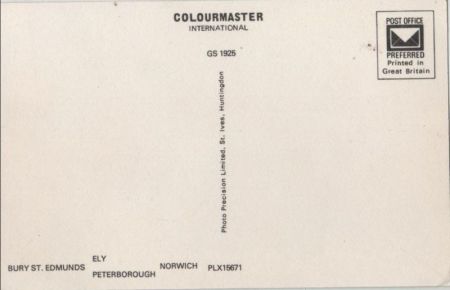 COLOURMASTER
INTERNATIONAL
GS 1925
POST OFFICE
PREFERRED
Printed in
Great Britain
Photo Precision Limited, St. Ives, Huntingdon
ELY
BURY ST. EDMUNDS
NORWICH
PLX15671
PETERBOROUGH